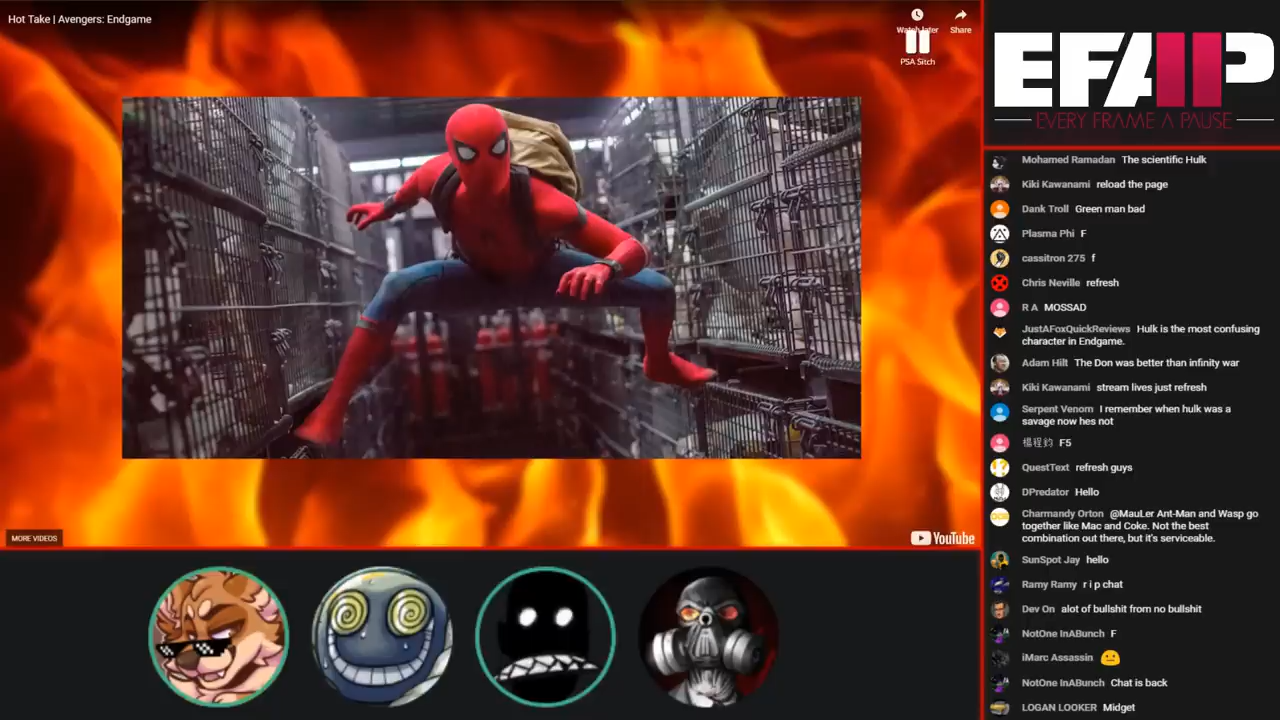 Hot Take | Avengers: Endgame
Watch later
Share
PSA Sitch
MORE VIDEOS
YouTube
EFAP
EVERY FRAME A PAUSE
Mohamed Ramadan The scientific Hulk
Kiki Kawanami reload the page
Dank Troll Green man bad
Plasma Phi F
cassitron 275 f
Chris Neville refresh
R A MOSSAD
JustAFoxQuickReviews Hulk is the most confusing
character in Endgame.
Adam Hilt The Don was better than infinity war
Kiki Kawanami stream lives just refresh
Serpent Venom I remember when hulk was a
savage now hes not
楊程鈞 F5
QuestText refresh guys
DPredator Hello
Charmandy Orton @MauLer Ant-Man and Wasp go
together like Mac and Coke. Not the best
combination out there, but it's serviceable.
SunSpot Jay hello
Ramy Ramy r i p chat
Dev On alot of bullshit from no bullshit
NotOne InABunch F
iMarc Assassin
NotOne InABunch Chat is back
LOGAN LOOKER Midget